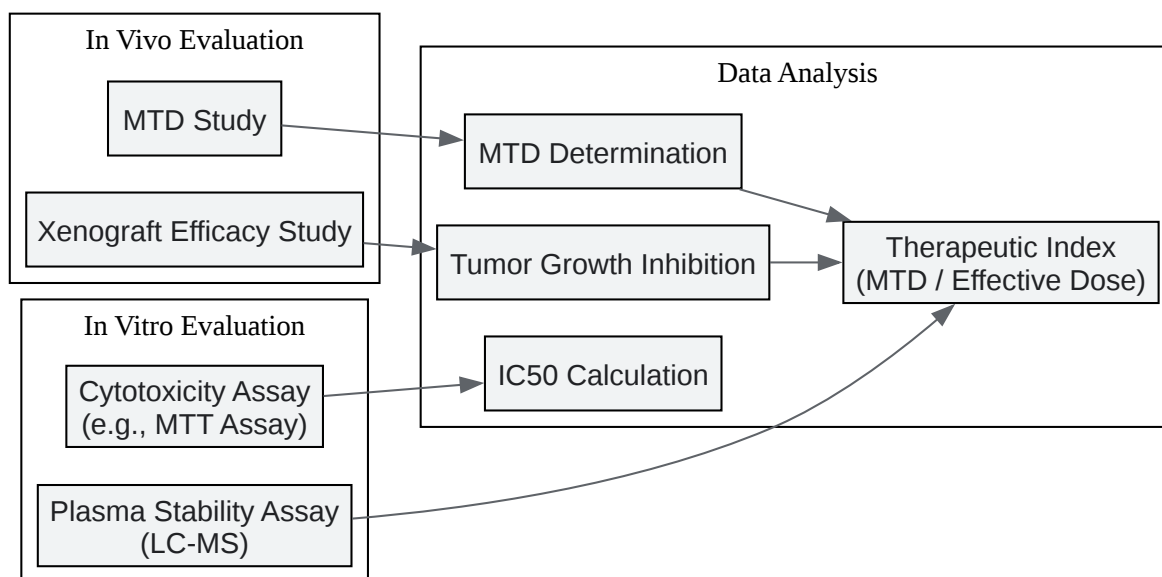 In Vivo Evaluation
MTD Study
Xenograft Efficacy Study
In Vitro Evaluation
Cytotoxicity Assay
(e.g., MTT Assay)
Plasma Stability Assay
(LC-MS)
Data Analysis
MTD Determination
Tumor Growth Inhibition
IC50 Calculation
Therapeutic Index
(MTD / Effective Dose)